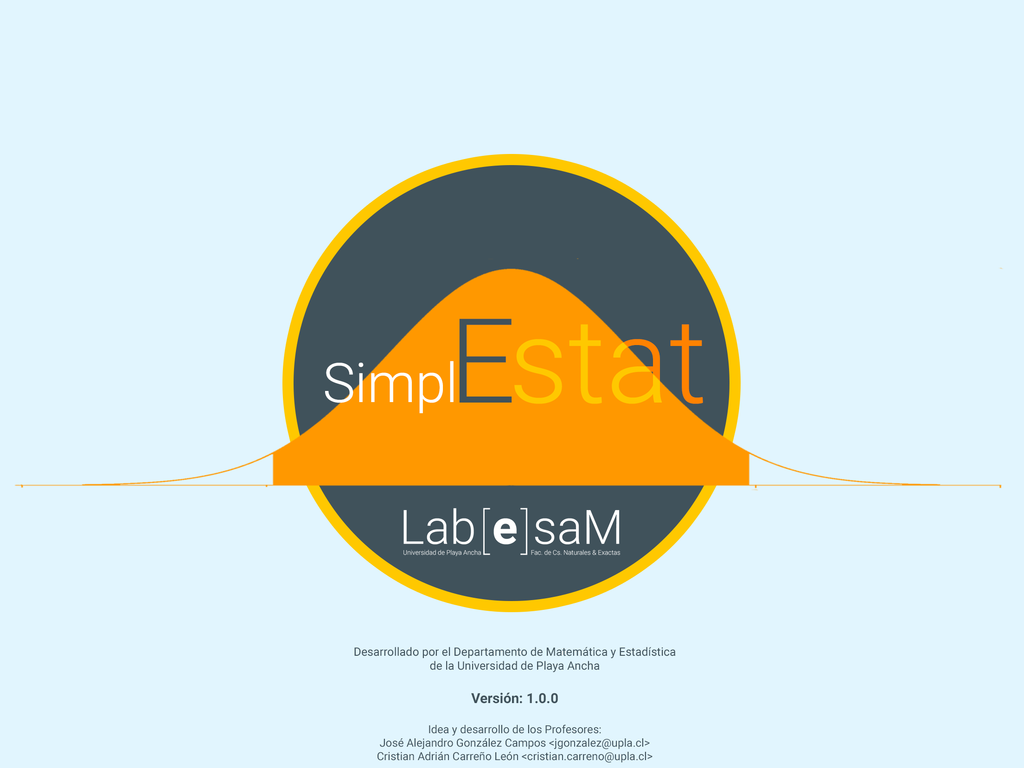 SimplEstat
Lab[e]saM
Universidad de Playa Ancha Fac. de Cs. Naturales & Exactas
Desarrollado por el Departamento de Matemática y Estadística
de la Universidad de Playa Ancha
Versión: 1.0.0
Idea y desarrollo de los Profesores:
José Alejandro González Campos <jgonzalez@upla.cl>
Cristian Adrián Carreño León <cristian.carreno@upla.cl>